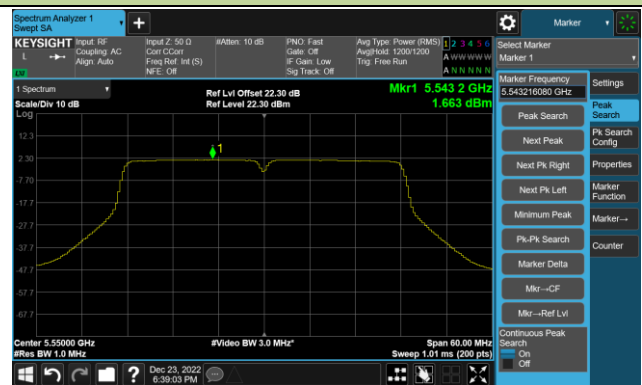 Spectrum Analyzer 1
Swept SA
Marker
KEYSIGHT
L
Input: RF
Coupling: AC
Align: Auto
Input Z: 50 Ω
Corr CCorr
Freq Ref: Int (S)
NFE: Off
#Atten: 10 dB
PNO: Fast
Gate: Off
IF Gain: Low
Sig Track: Off
Avg Type: Power (RMS)
Avg|Hold: 1200/1200
Trig: Free Run
1 2 3 4 5 6
A W W W W W
A N N N N N
LW
Select Marker
Marker 1
1 Spectrum
Scale/Div 10 dB
Log
Ref Lvl Offset 22.30 dB
Ref Level 22.30 dBm
Mkr1 5.543 2 GHz
1.663 dBm
12.3
2.30
-7.70
-17.7
-27.7
-37.7
-47.7
-57.7
-67.7
1
Center 5.55000 GHz
#Res BW 1.0 MHz
#Video BW 3.0 MHz*
Span 60.00 MHz
Sweep 1.01 ms (200 pts)
Marker Frequency
5.543216080 GHz
Peak Search
Next Peak
Next Pk Right
Next Pk Left
Minimum Peak
Pk-Pk Search
Marker Delta
Mkr→CF
Mkr→Ref Lvl
Continuous Peak
Search
On
Off
Settings
Peak
Search
Pk Search
Config
Properties
Marker
Function
Marker→
Counter
?
Dec 23, 2022
6:39:03 PM